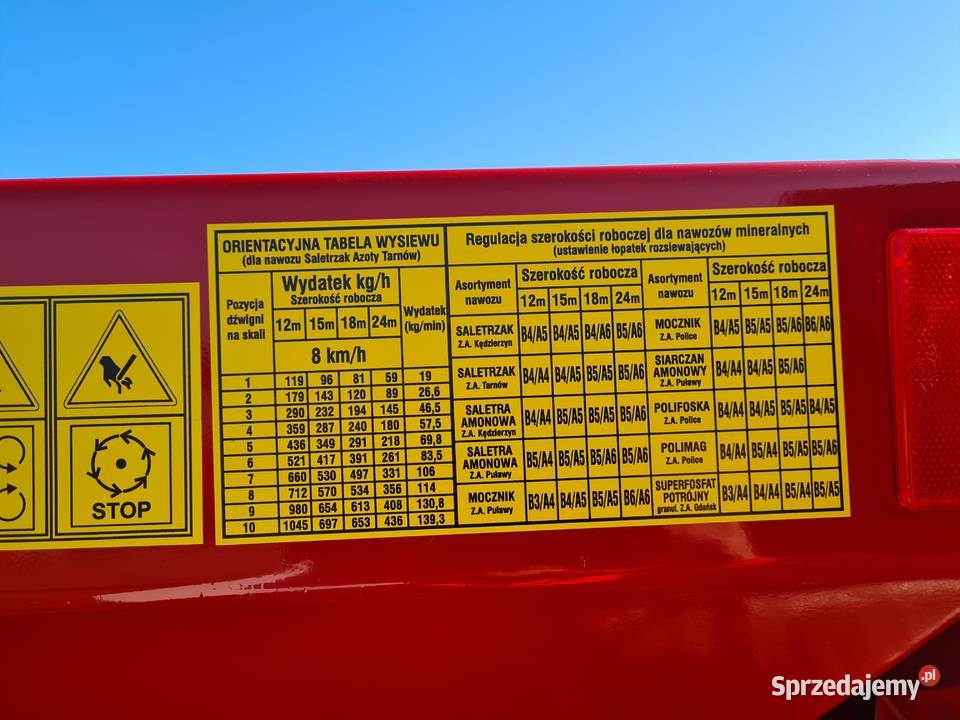 ORIENTACYJNA TABELA WYSIEWU
(dla nawozu Saletrzak Azoty Tarnów)
Pozycja dźwigni na skali
Wydatek kg/h
Szerokość robocza
12m 15m 18m 24m
8 km/h
Wydatek (kg/min)
1 119 96 81 59 19
2 179 143 120 89 26,6
3 290 232 194 145 46,5
4 359 287 240 180 57,5
5 436 349 291 218 69,8
6 521 417 391 261 83,5
7 660 530 497 331 106
8 712 570 534 356 114
9 980 654 613 408 130,8
10 1045 697 653 436 139,3
Regulacja szerokości roboczej dla nawozów mineralnych
(ustawienie łopatek rozsiewających)
Asortyment nawozu
Szerokość robocza
12m 15m 18m 24m
SALETRZAK Z.A. Kędzierzyn B4/A5 B4/A5 B4/A6 B5/A6
SALETRZAK Z.A. Tarnów B4/A4 B4/A5 B5/A5 B5/A6
SALETRA AMONOWA Z.A. Kędzierzyn B4/A4 B5/A5 B5/A5 B5/A6
SALETRA AMONOWA Z.A. Puławy B5/A4 B5/A5 B5/A6 B5/A6
MOCZNIK Z.A. Puławy B3/A4 B4/A5 B5/A5 B6/A6
Asortyment nawozu
Szerokość robocza
12m 15m 18m 24m
MOCZNIK Z.A. Police B4/A5 B5/A5 B5/A6 B6/A6
SIARCZAN AMONOWY Z.A. Puławy B4/A4 B4/A5 B5/A6
POLIFOSKA Z.A. Police B4/A4 B4/A5 B5/A5 B4/A5
POLIMAG Z.A. Police B4/A4 B5/A4 B5/A5 B5/A6
SUPERFOSFAT POTRÓJNY granul. Z.A. Gdańsk B3/A4 B4/A4 B5/A4 B5/A5
STOP
Sprzedajemy.pl